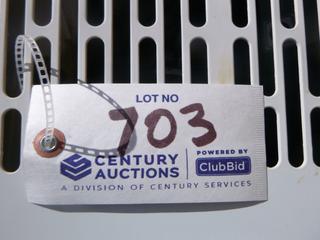 LOT NO
703
CENTURY AUCTIONS
POWERED BY
ClubBid
A DIVISION OF CENTURY SERVICES